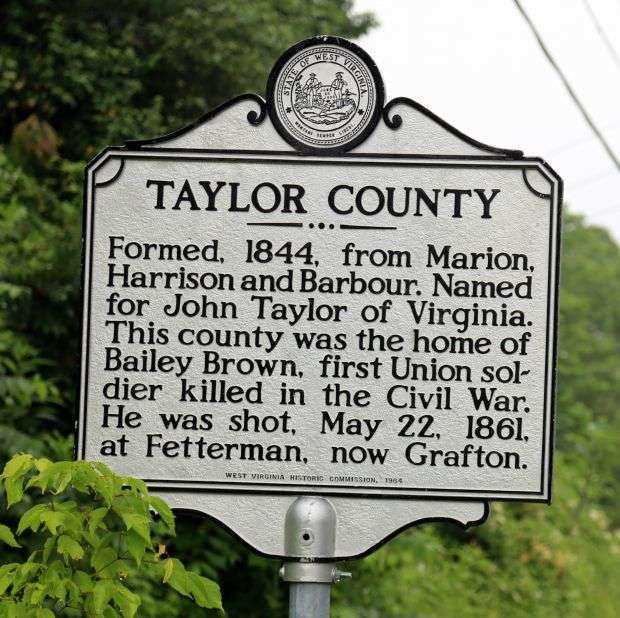 STATE OF WEST VIRGINIA
MONTANI SEMPER LIBERI
TAYLOR COUNTY
Formed, 1844, from Marion,
Harrison and Barbour. Named
for John Taylor of Virginia.
This county was the home of
Bailey Brown, first Union sol-
dier killed in the Civil War.
He was shot, May 22, 1861,
at Fetterman, now Grafton.
WEST VIRGINIA HISTORIC COMMISSION, 1964